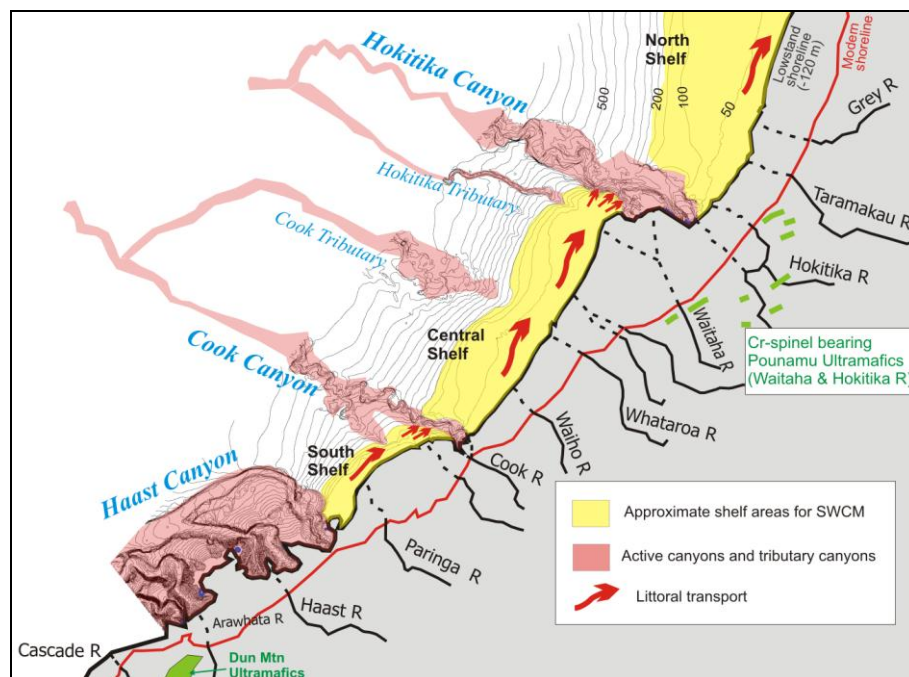 Hokitika Canyon
North
Shelf
Lowstand
shoreline
(-120 m)
Modern
shoreline
500
200
100
50
Grey R
Hokitika Tributary
Taramakau R
Cook Tributary
Hokitika R
Waitaha R
Central
Shelf
Cr-spinel bearing
Pounamu Ultramafics
(Waitaha & Hokitika R)
Cook Canyon
Whataroa R
Waiho R
South
Shelf
Cook R
Haast Canyon
Approximate shelf areas for SWCM
Active canyons and tributary canyons
Littoral transport
Paringa R
Haast R
Arawhata R
Cascade R
Dun Mtn
Ultramafics